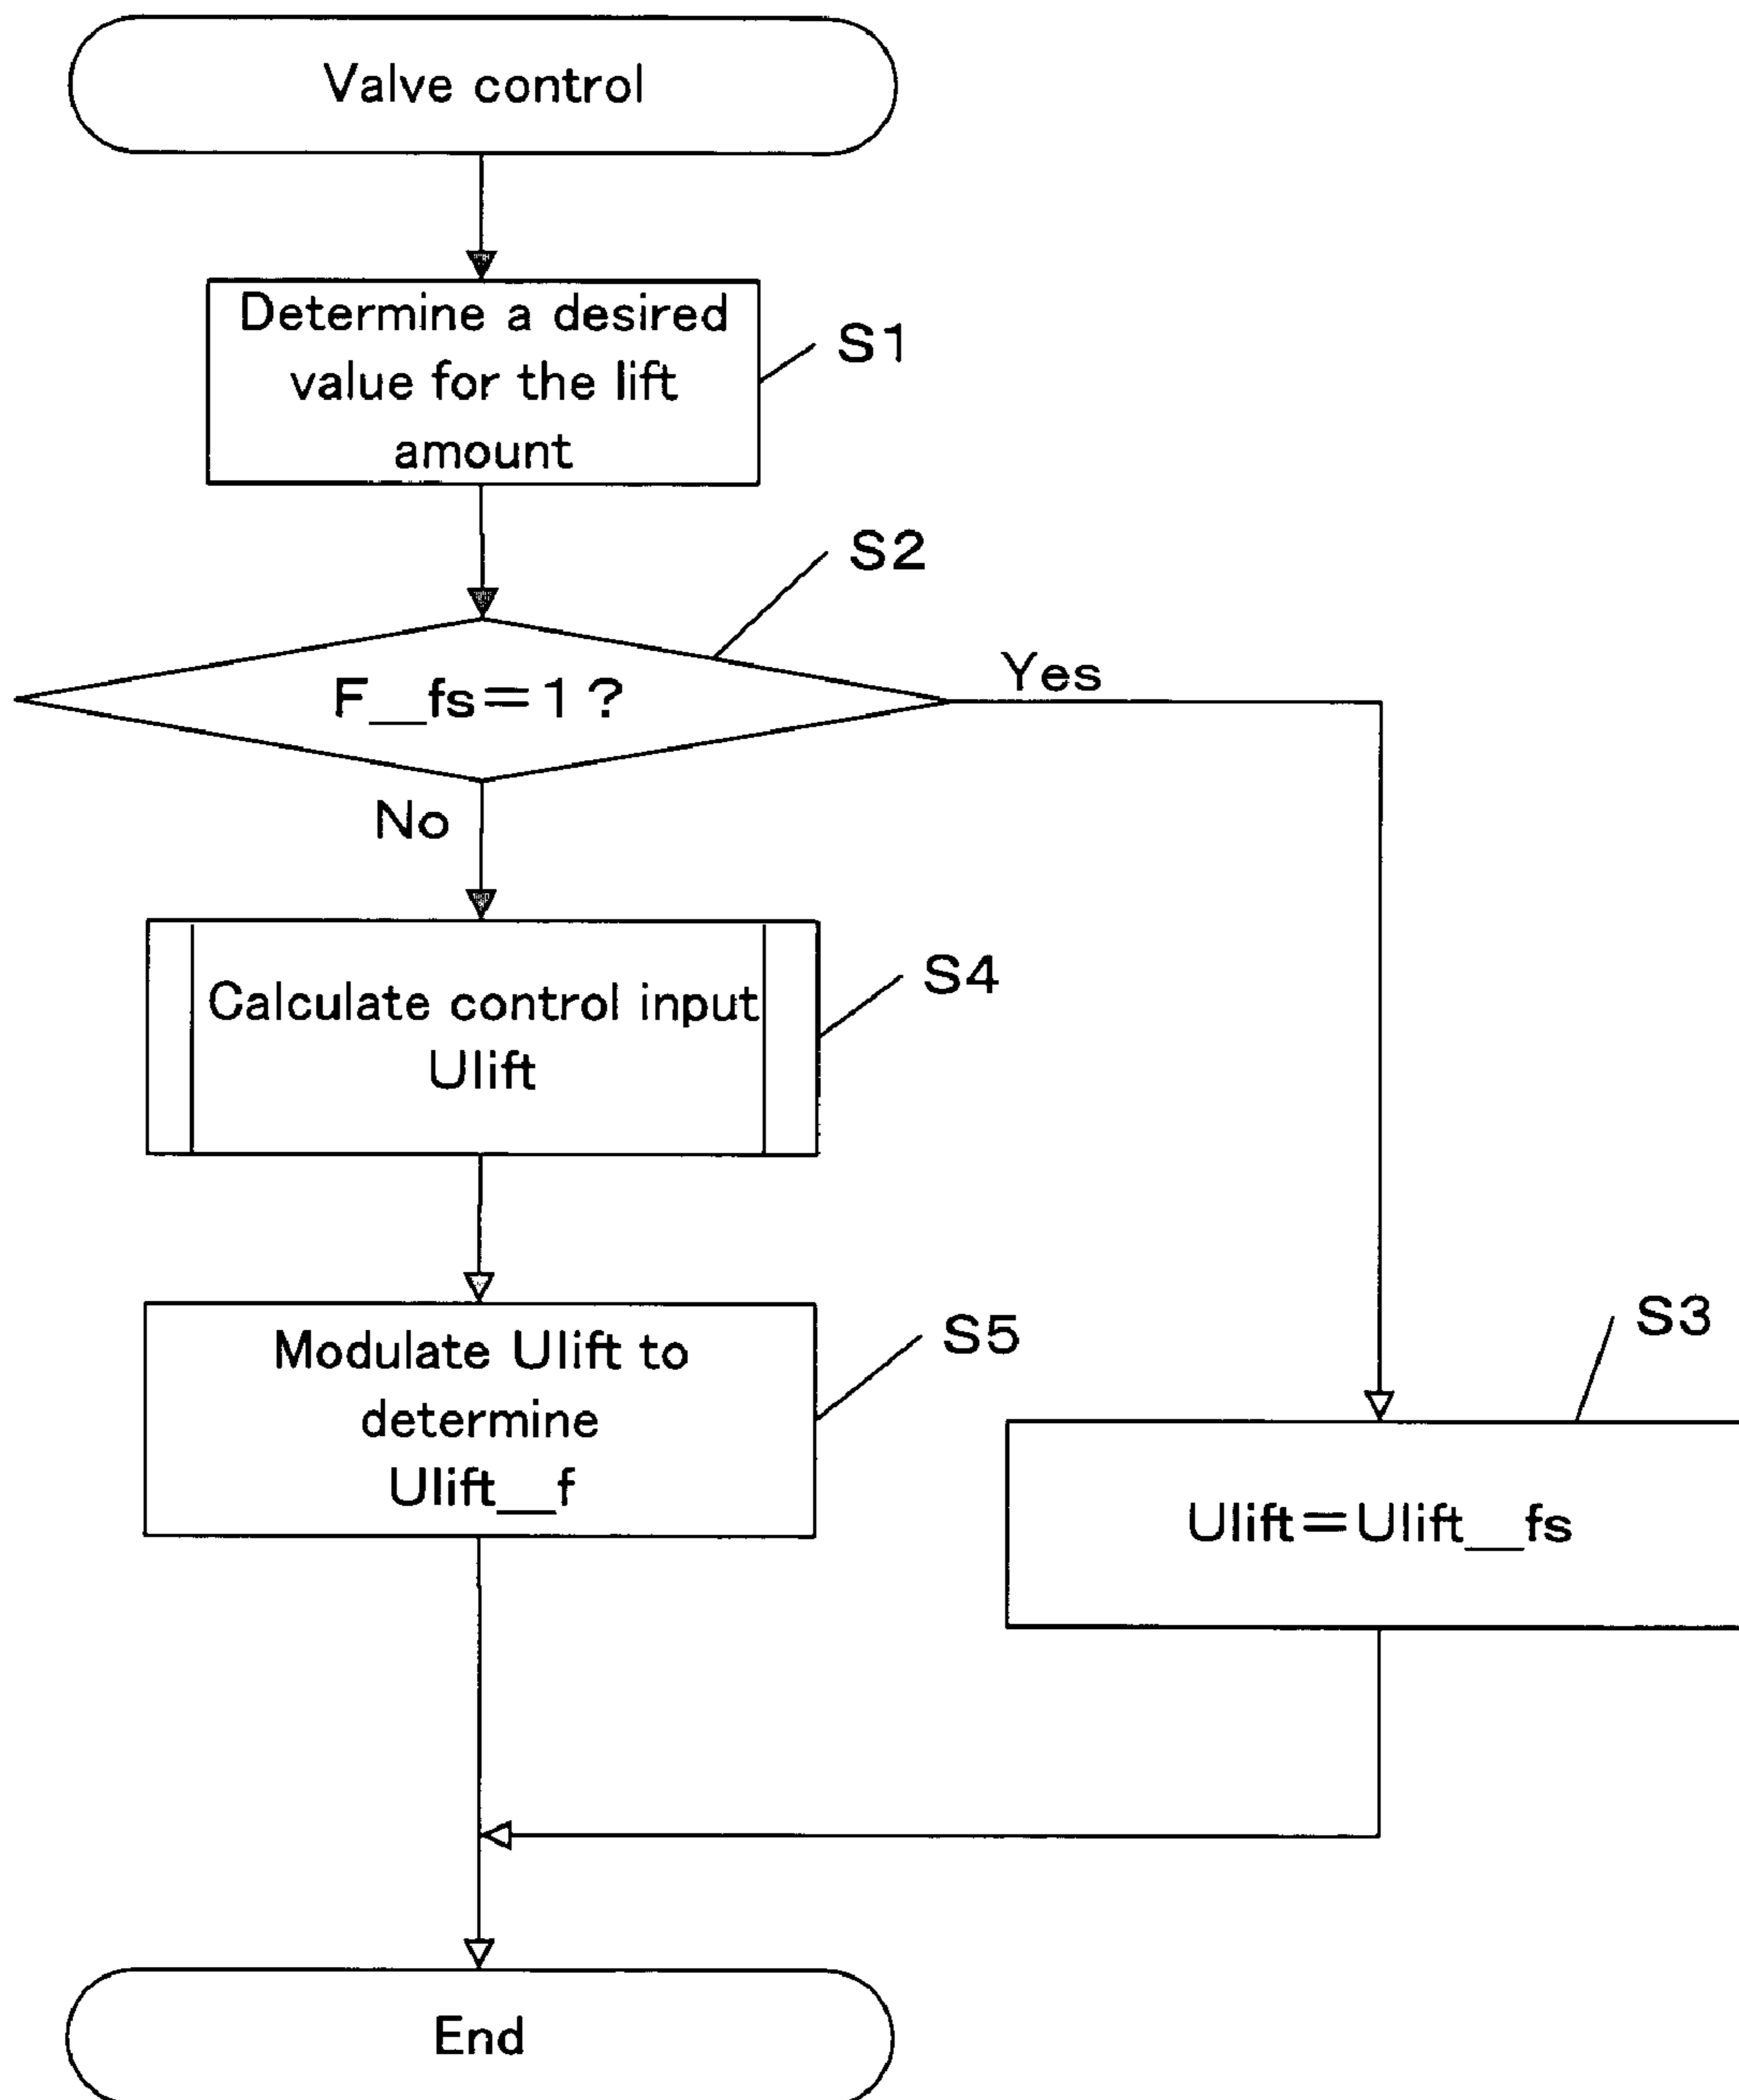 Valve control
Determine a desired
value for the lift
amount
S1
S2
F__fs=1?
Yes
No
Calculate control input
Ulift
S4
Modulate Ulift to
determine
Ulift__f
S5
S3
Ulift=Ulift__fs
End